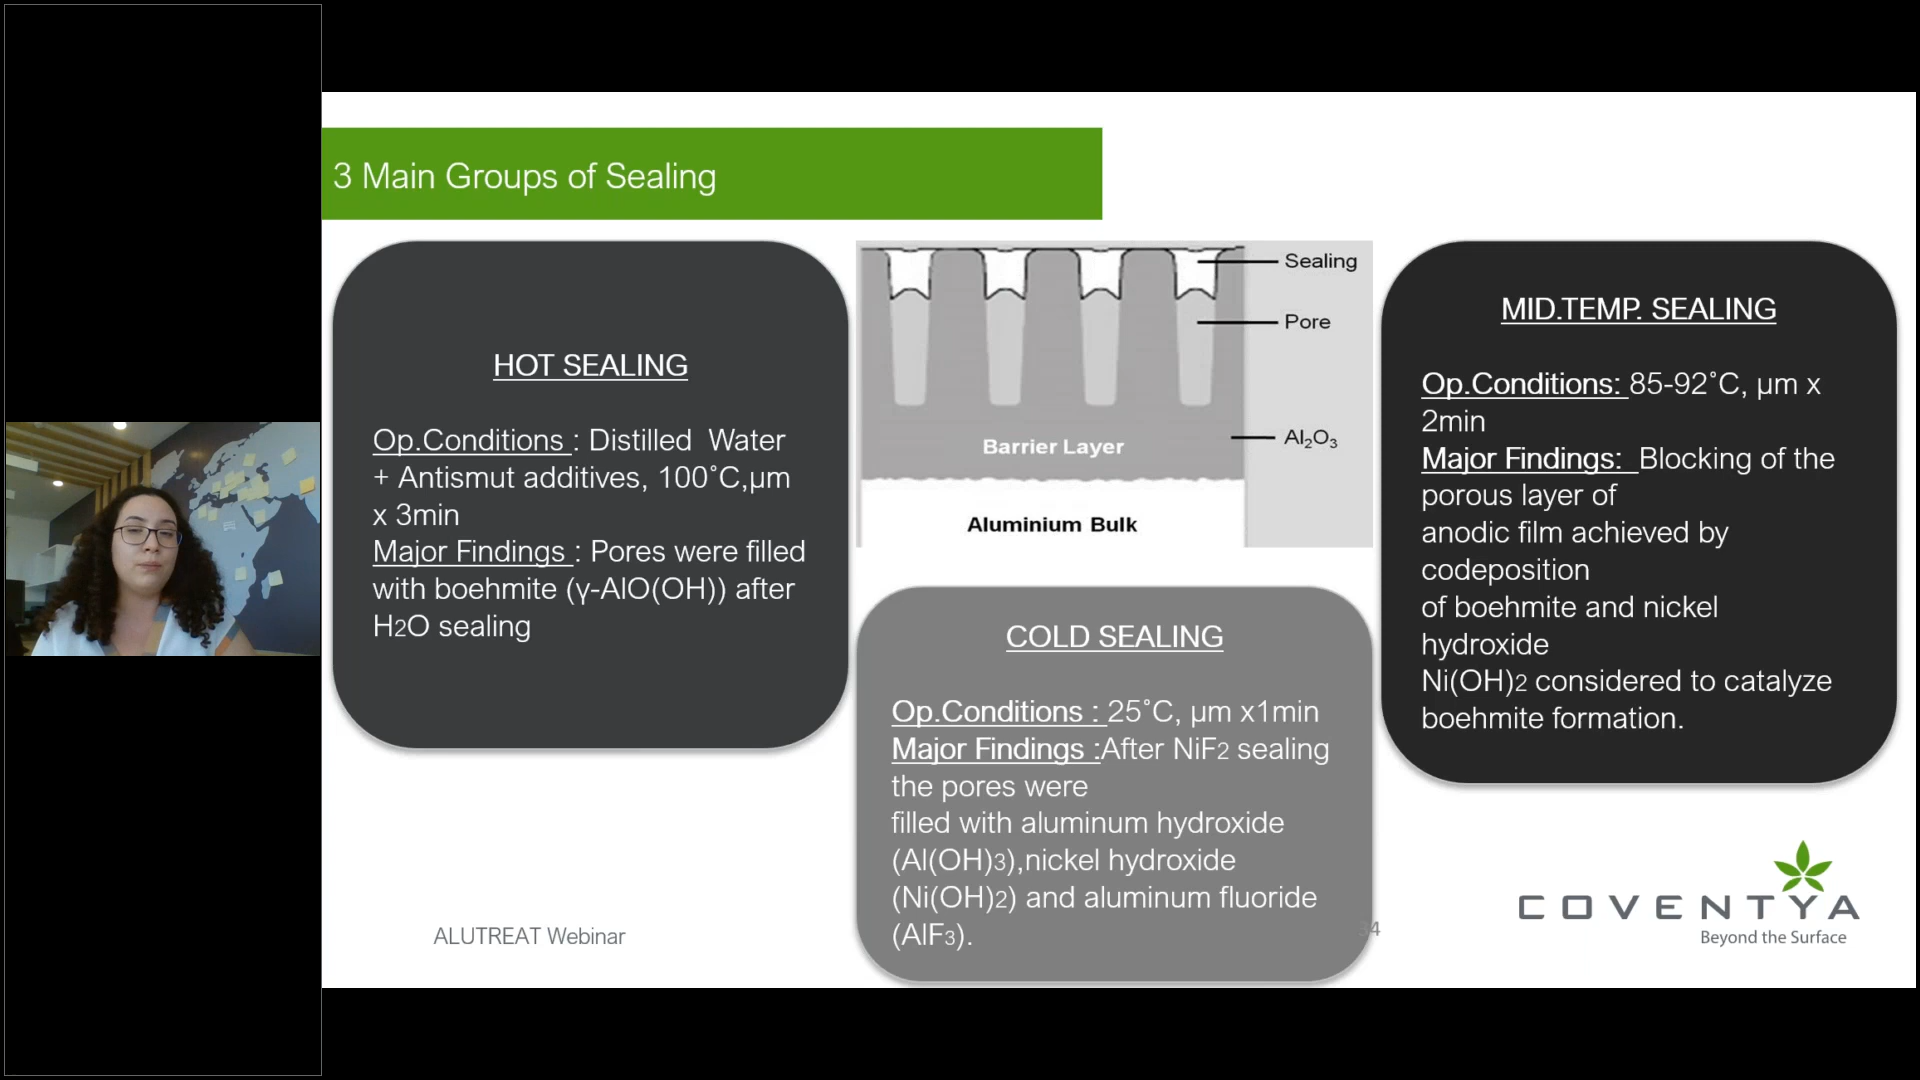 3 Main Groups of Sealing
HOT SEALING
Op.Conditions : Distilled Water
+ Antismut additives, 100˚C,µm
x 3min
Major Findings : Pores were filled
with boehmite (γ-AlO(OH)) after
H2O sealing
Sealing
Pore
Al₂O₃
Barrier Layer
Aluminium Bulk
COLD SEALING
Op.Conditions : 25˚C, µm x1min
Major Findings :After NiF2 sealing
the pores were
filled with aluminum hydroxide
(Al(OH)3),nickel hydroxide
(Ni(OH)2) and aluminum fluoride
(AlF3).
MID.TEMP. SEALING
Op.Conditions: 85-92˚C, µm x
2min
Major Findings: Blocking of the
porous layer of
anodic film achieved by
codeposition
of boehmite and nickel
hydroxide
Ni(OH)2 considered to catalyze
boehmite formation.
ALUTREAT Webinar
34
COVENTYA
Beyond the Surface